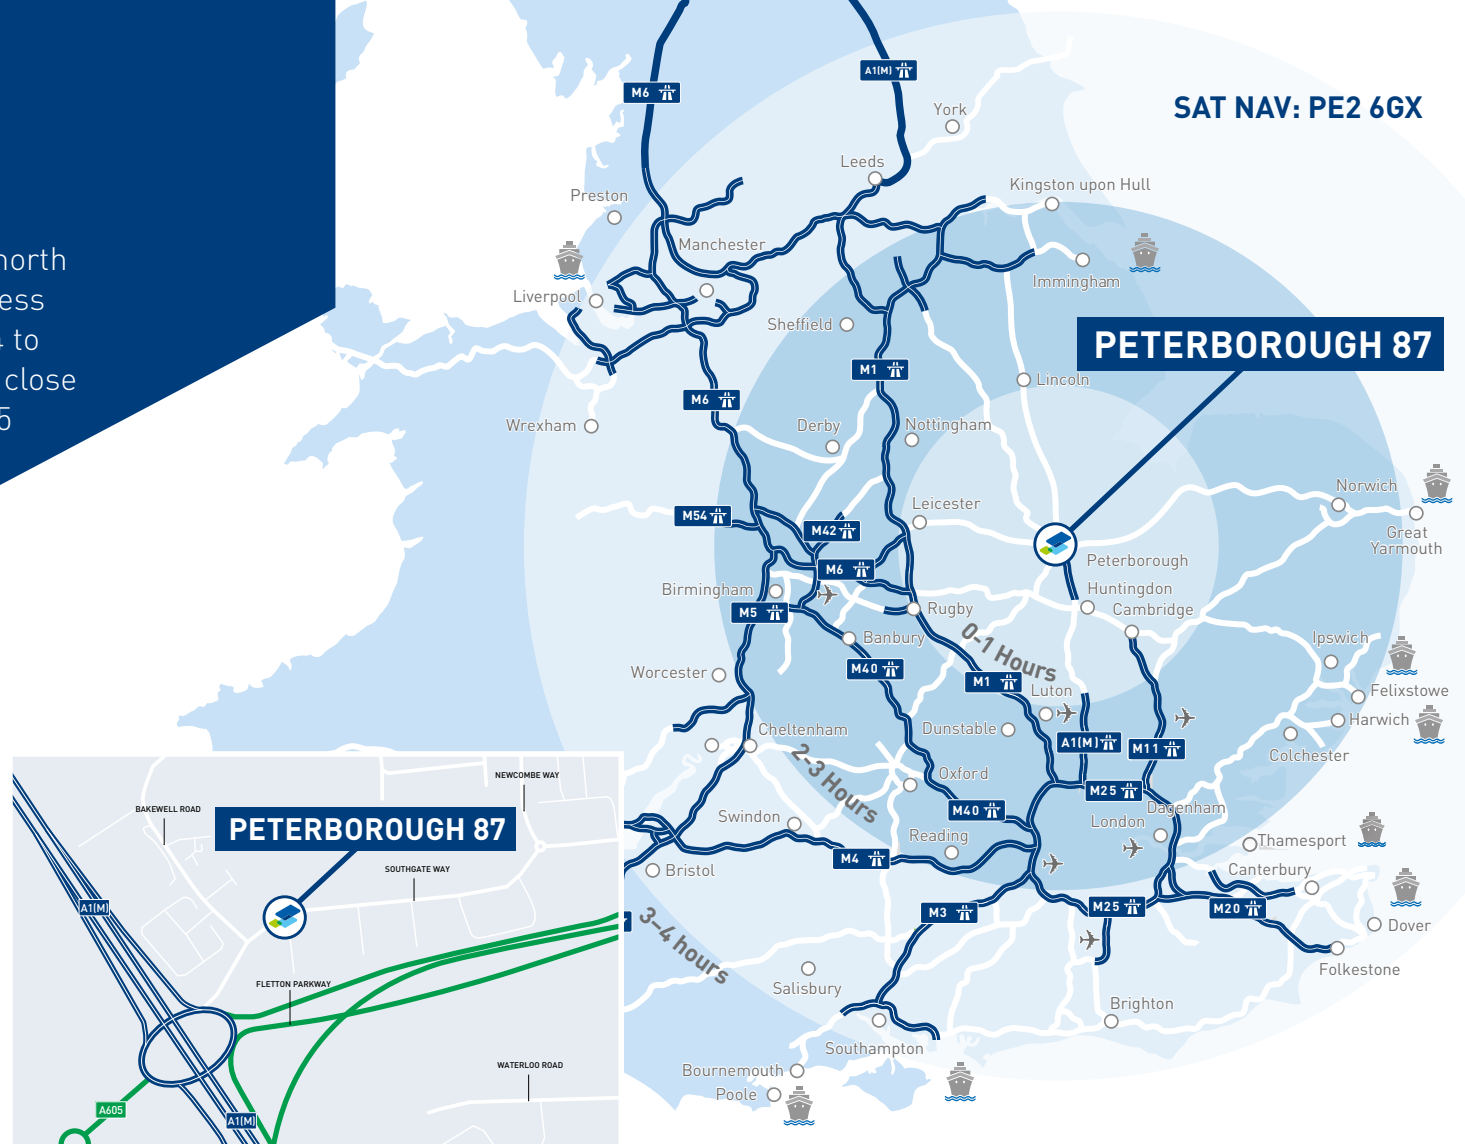 north
ess
to
close
5
SAT NAV: PE2 6GX
M6
A1(M)
York
Leeds
Kingston upon Hull
Preston
Manchester
Immingham
Liverpool
Sheffield
PETERBOROUGH 87
M1
Lincoln
M6
Wrexham
Derby
Nottingham
Norwich
Leicester
Great
Yarmouth
M54
M42
M6
Peterborough
Birmingham
Huntingdon
M5
Rugby
Cambridge
Banbury
0-1 Hours
Ipswich
Worcester
M40
M1
Luton
Felixstowe
Harwich
Cheltenham
Dunstable
A1(M)
M11
Colchester
2-3 Hours
Oxford
M25
Dagenham
M40
Swindon
Reading
London
Thamesport
M4
Bristol
Canterbury
M3
M25
M20
3-4 hours
Dover
Folkestone
Salisbury
Brighton
Southampton
Bournemouth
Poole
NEWCOMBE WAY
BAKEWELL ROAD
PETERBOROUGH 87
SOUTHGATE WAY
A1(M)
FLETTON PARKWAY
WATERLOO ROAD
A605
A1(M)